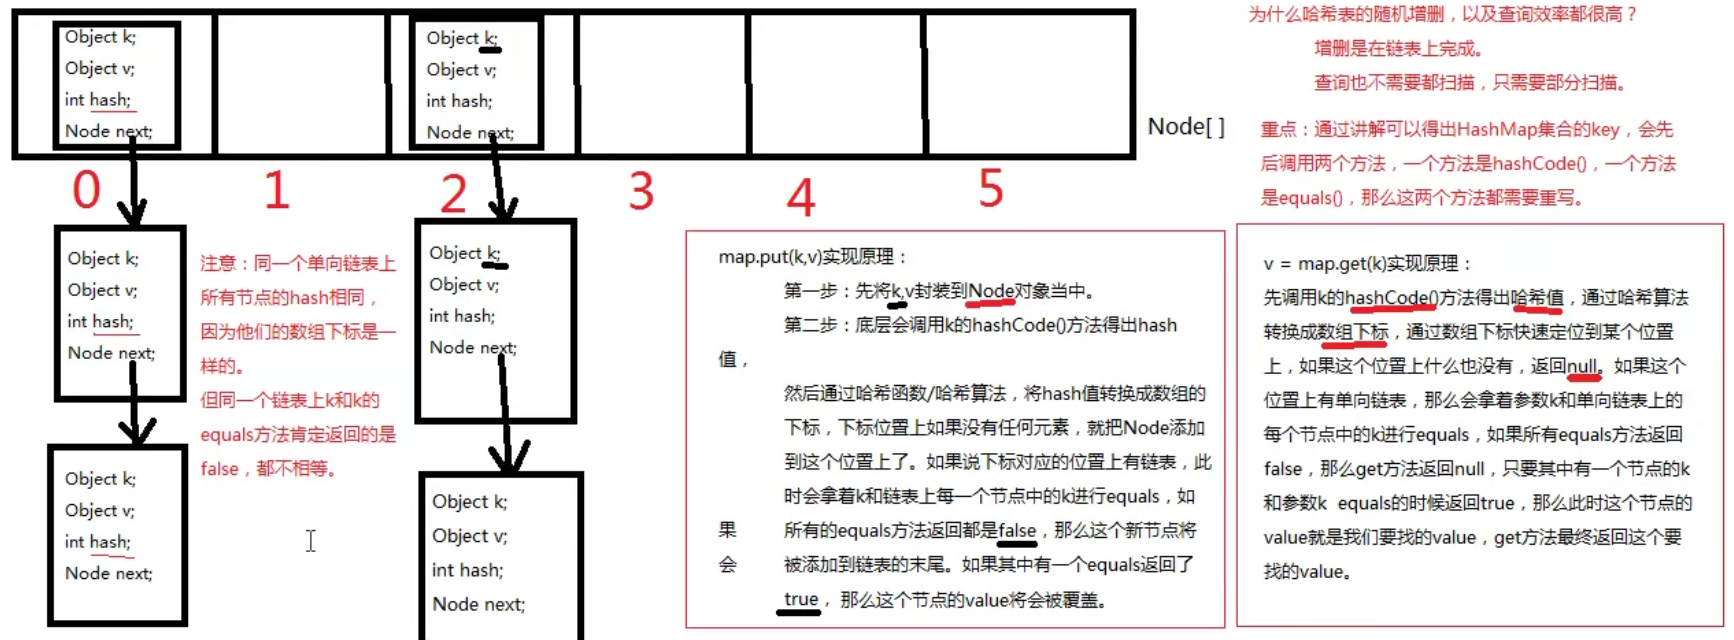 Object k;
Object v;
int hash;
Node next;
Object k;
Object v;
int hash;
Node next;
Node[ ]
0
1
2
3
4
5
Object k;
Object v;
int hash;
Node next;
Object k;
Object v;
int hash;
Node next;
Object k;
Object v;
int hash;
Node next;
Object k;
Object v;
int hash;
Node next;
注意：同一个单向链表上
所有节点的hash相同，
因为他们的数组下标是一
样的。
但同一个链表上k和k的
equals方法肯定返回的是
false，都不相等。
为什么哈希表的随机增删，以及查询效率都很高？
增删是在链表上完成。
查询也不需要都扫描，只需要部分扫描。
重点：通过讲解可以得出HashMap集合的key，会先
后调用两个方法，一个方法是hashCode()，一个方法
是equals()，那么这两个方法都需要重写。
map.put(k,v)实现原理：
第一步：先将k,v封装到Node对象当中。
第二步：底层会调用k的hashCode()方法得出hash
值，
然后通过哈希函数/哈希算法，将hash值转换成数组的
下标，下标位置上如果没有任何元素，就把Node添加
到这个位置上了。如果说下标对应的位置上有链表，此
时会拿着k和链表上每一个节点中的k进行equals，如
果 所有的equals方法返回都是false，那么这个新节点将
会 被添加到链表的末尾。如果其中有一个equals返回了
true，那么这个节点的value将会被覆盖。
v = map.get(k)实现原理：
先调用k的hashCode()方法得出哈希值，通过哈希算法
转换成数组下标，通过数组下标快速定位到某个位置
上，如果这个位置上什么也没有，返回null。如果这个
位置上有单向链表，那么会拿着参数k和单向链表上的
每个节点中的k进行equals，如果所有equals方法返回
false，那么get方法返回null，只要其中有一个节点的k
和参数k equals的时候返回true，那么此时这个节点的
value就是我们要找的value，get方法最终返回这个要
找的value。